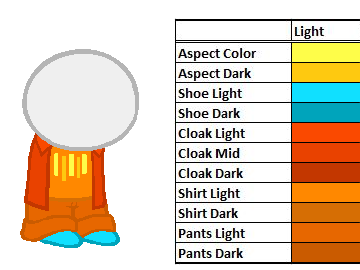 Light
Aspect Color
Aspect Dark
Shoe Light
Shoe Dark
Cloak Light
Cloak Mid
Cloak Dark
Shirt Light
Shirt Dark
Pants Light
Pants Dark